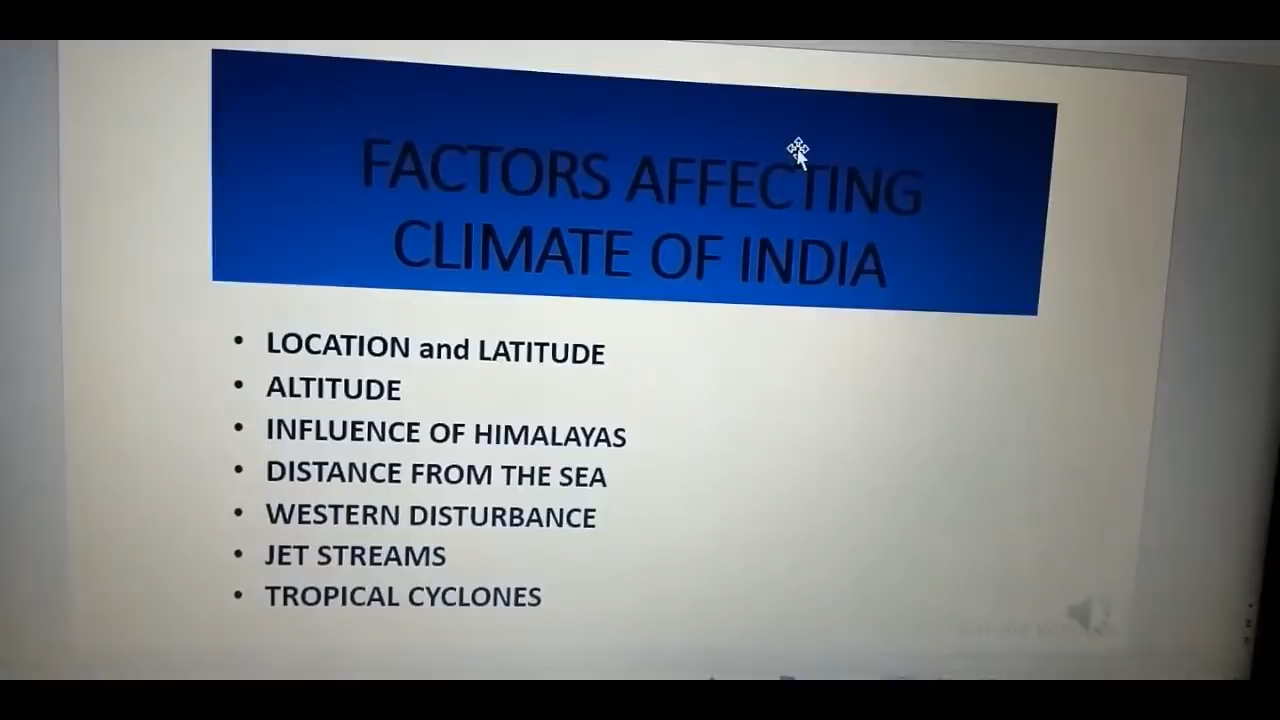 FACTORS AFFECTING
CLIMATE OF INDIA
• LOCATION and LATITUDE
• ALTITUDE
• INFLUENCE OF HIMALAYAS
• DISTANCE FROM THE SEA
• WESTERN DISTURBANCE
• JET STREAMS
• TROPICAL CYCLONES